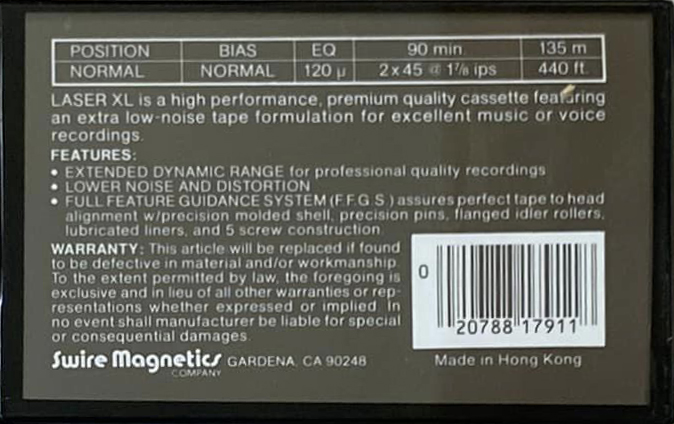 POSITION BIAS EQ 90 min. 135 m
NORMAL NORMAL 120 μ 2 x 45 @ 1⅞ ips 440 ft.
LASER XL is a high performance, premium quality cassette featuring
an extra low-noise tape formulation for excellent music or voice
recordings.
FEATURES:
• EXTENDED DYNAMIC RANGE for professional quality recordings
• LOWER NOISE AND DISTORTION
• FULL FEATURE GUIDANCE SYSTEM (F.F.G.S.) assures perfect tape to head
alignment w/precision molded shell, precision pins, flanged idler rollers,
lubricated liners, and 5 screw construction.
WARRANTY: This article will be replaced if found
to be defective in material and/or workmanship.
To the extent permitted by law, the foregoing is
exclusive and in lieu of all other warranties or rep-
resentations whether expressed or implied. In
no event shall manufacturer be liable for special
or consequential damages.
0
20788 17911
Swire Magnetics GARDENA, CA 90248
COMPANY
Made in Hong Kong